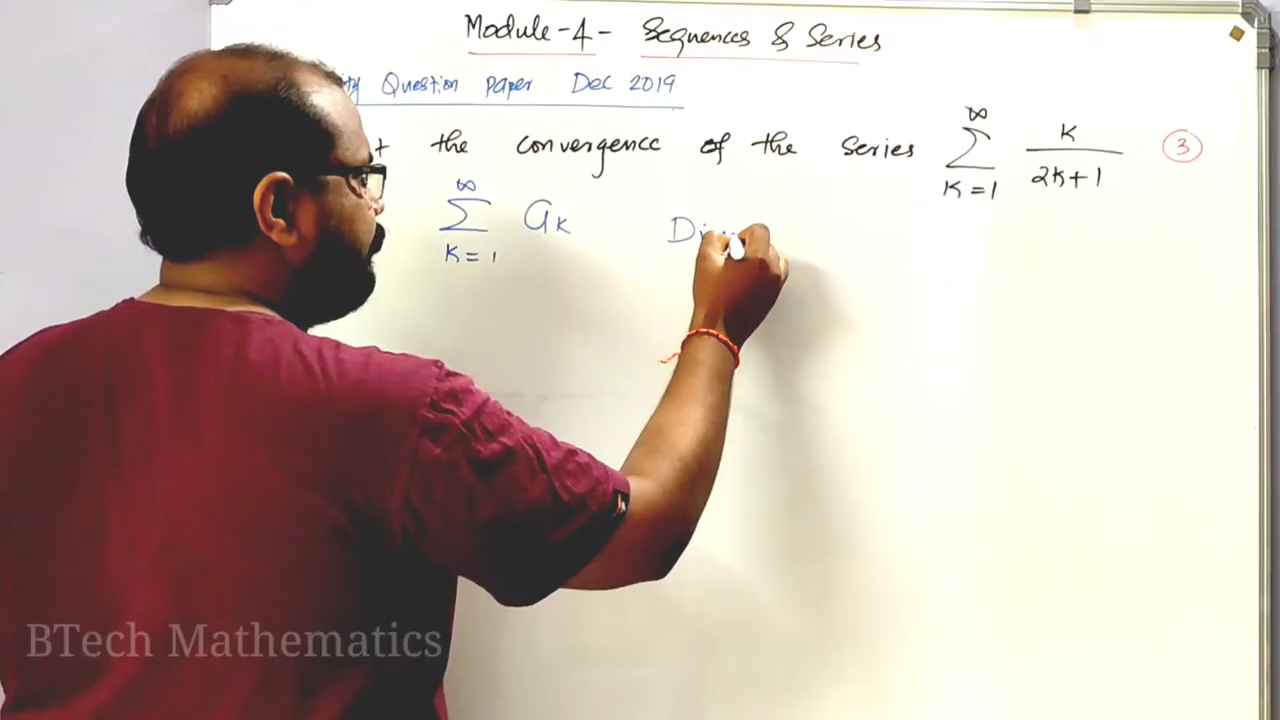 Module-4- Sequences & Series
Question Paper Dec 2019
the convergence of the series ∞ ∑ K=1 K/(2K+1) 3
∞ ∑ K=1 aK
BTech Mathematics